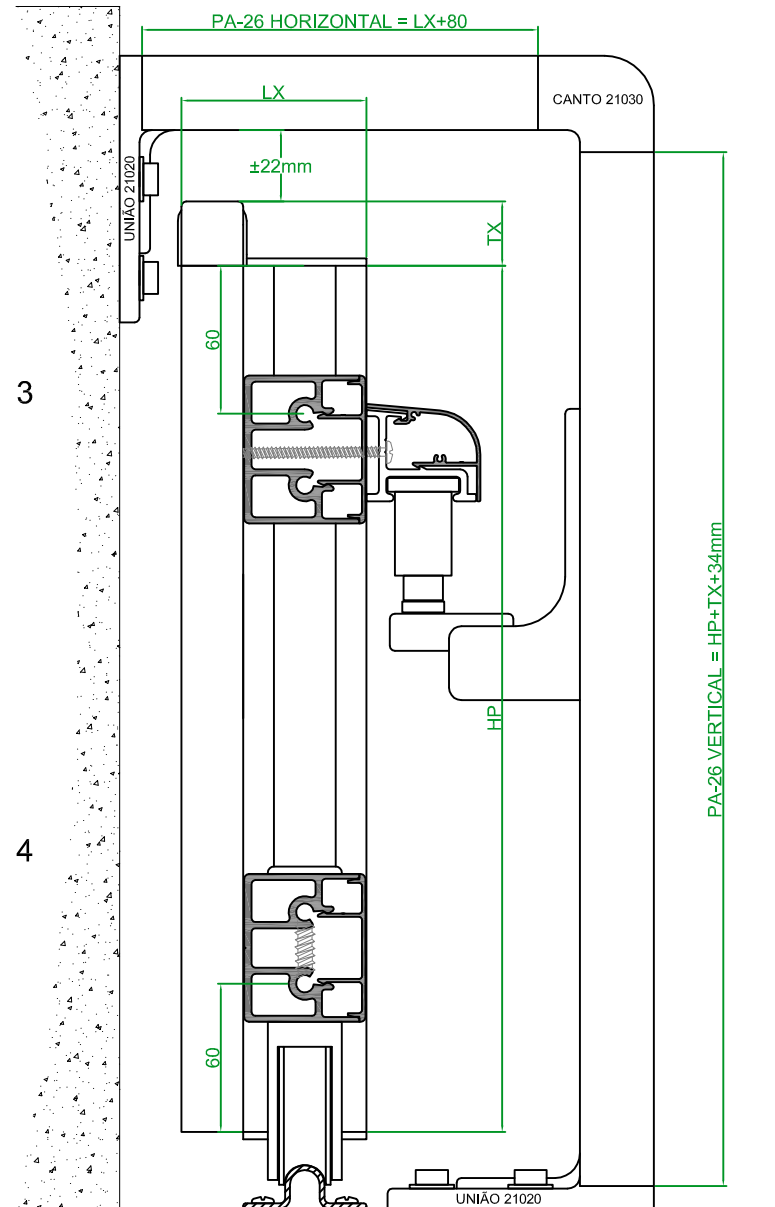 PA-26 HORIZONTAL = LX+80
LX
CANTO 21030
±22mm
UNIÃO 21020
TX
60
3
PA-26 VERTICAL = HP+TX+34mm
HP
4
60
UNIÃO 21020